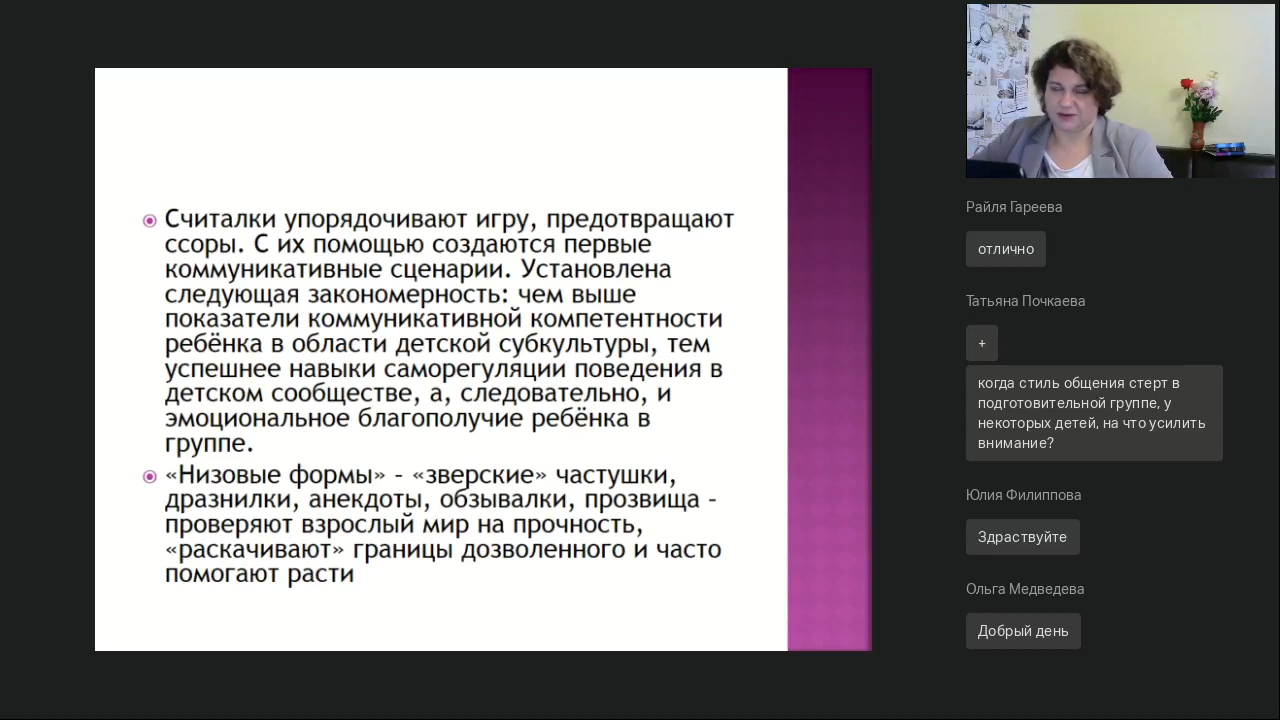 Считалки упорядочивают игру, предотвращают
ссоры. С их помощью создаются первые
коммуникативные сценарии. Установлена
следующая закономерность: чем выше
показатели коммуникативной компетентности
ребёнка в области детской субкультуры, тем
успешнее навыки саморегуляции поведения в
детском сообществе, а, следовательно, и
эмоциональное благополучие ребёнка в
группе.
«Низовые формы» - «зверские» частушки,
дразнилки, анекдоты, обзывалки, прозвища -
проверяют взрослый мир на прочность,
«раскачивают» границы дозволенного и часто
помогают расти
Райля Гареева
отлично
Татьяна Почкаева
+
когда стиль общения стерт в
подготовительной группе, у
некоторых детей, на что усилить
внимание?
Юлия Филиппова
Здраствуйте
Ольга Медведева
Добрый день